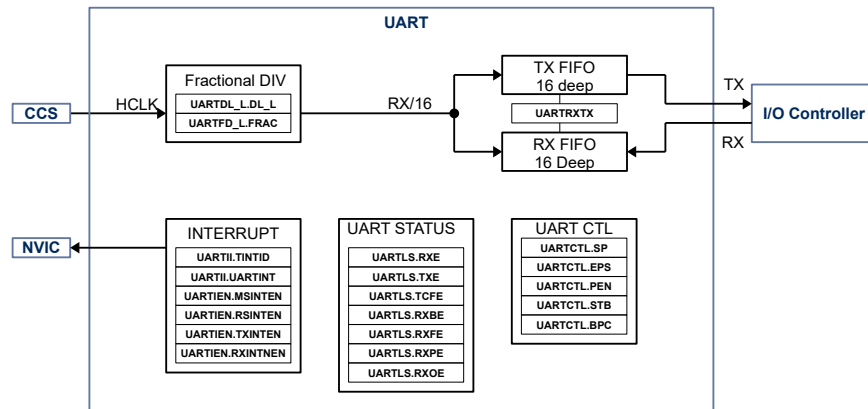 UART
Fractional DIV
UARTDL_L.DL_L
UARTFD_L.FRAC
CCS
HCLK
RX/16
TX FIFO
16 deep
UARTRXTX
RX FIFO
16 Deep
TX
RX
I/O Controller
NVIC
INTERRUPT
UARTII.TINTID
UARTII.UARTINT
UARTIEN.MSINTEN
UARTIEN.RSINTEN
UARTIEN.TXINTEN
UARTIEN.RXINTNEN
UART STATUS
UARTLS.RXE
UARTLS.TXE
UARTLS.TCFE
UARTLS.RXBE
UARTLS.RXFE
UARTLS.RXPE
UARTLS.RXOE
UART CTL
UARTCTL.SP
UARTCTL.EPS
UARTCTL.PEN
UARTCTL.STB
UARTCTL.BPC